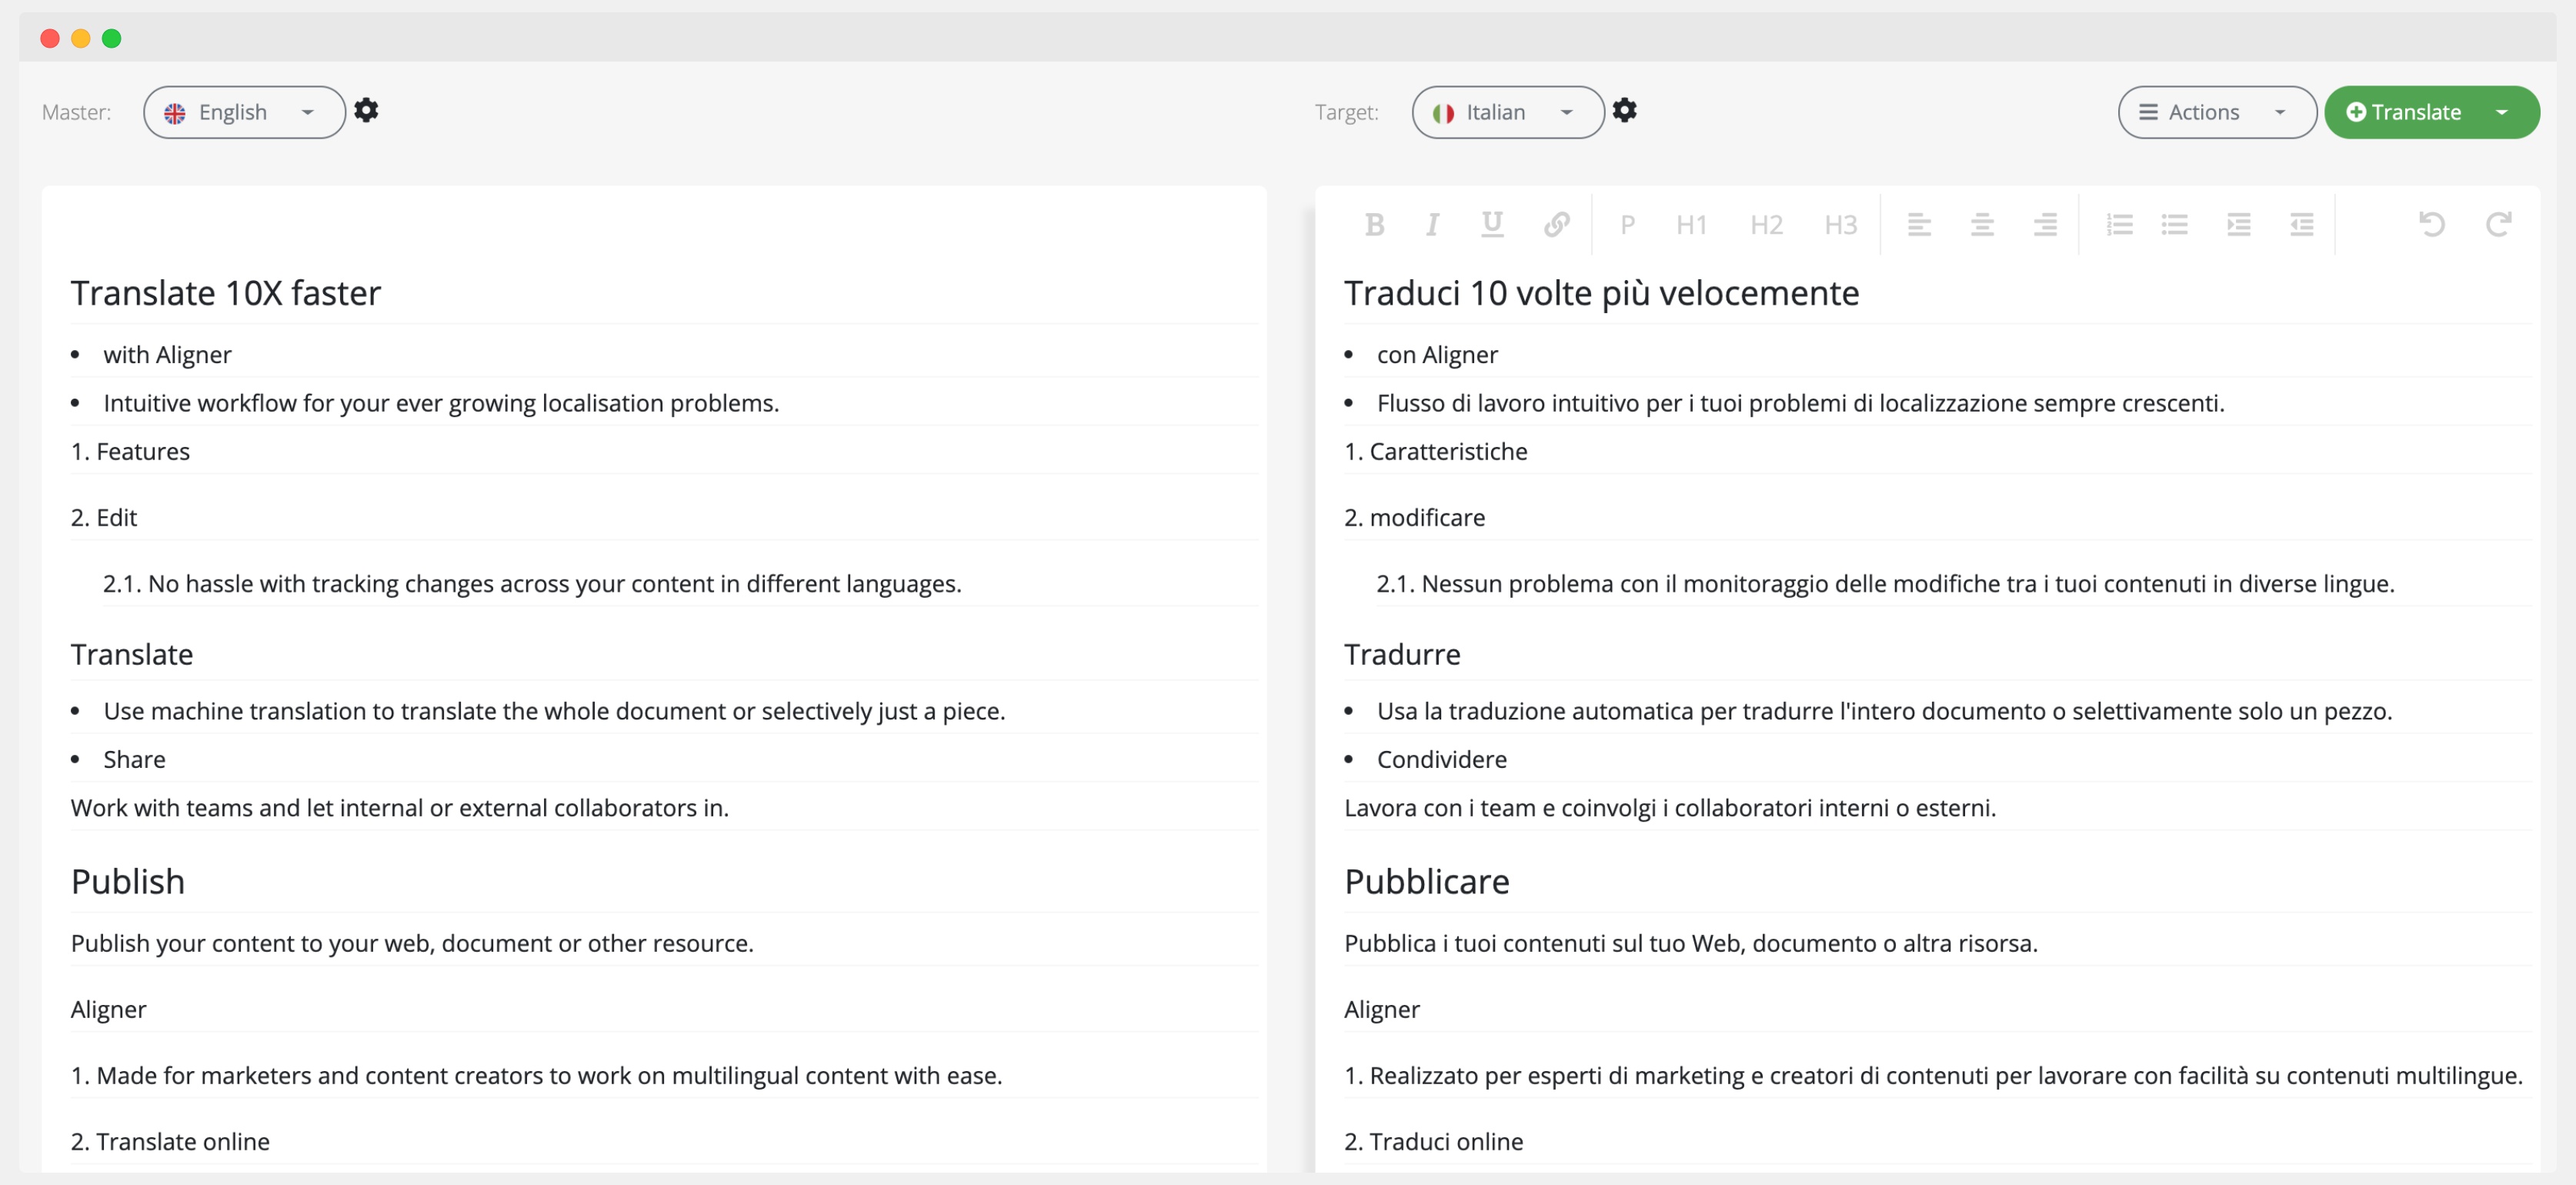 Master: English
Target: Italian
Actions Translate
B I U P H1 H2 H3
Translate 10X faster
• with Aligner
• Intuitive workflow for your ever growing localisation problems.
1. Features
2. Edit
2.1. No hassle with tracking changes across your content in different languages.
Translate
• Use machine translation to translate the whole document or selectively just a piece.
• Share
Work with teams and let internal or external collaborators in.
Publish
Publish your content to your web, document or other resource.
Aligner
1. Made for marketers and content creators to work on multilingual content with ease.
2. Translate online
Traduci 10 volte più velocemente
• con Aligner
• Flusso di lavoro intuitivo per i tuoi problemi di localizzazione sempre crescenti.
1. Caratteristiche
2. modificare
2.1. Nessun problema con il monitoraggio delle modifiche tra i tuoi contenuti in diverse lingue.
Tradurre
• Usa la traduzione automatica per tradurre l'intero documento o selettivamente solo un pezzo.
• Condividere
Lavora con i team e coinvolgi i collaboratori interni o esterni.
Pubblicare
Pubblica i tuoi contenuti sul tuo Web, documento o altra risorsa.
Aligner
1. Realizzato per esperti di marketing e creatori di contenuti per lavorare con facilità su contenuti multilingue.
2. Traduci online